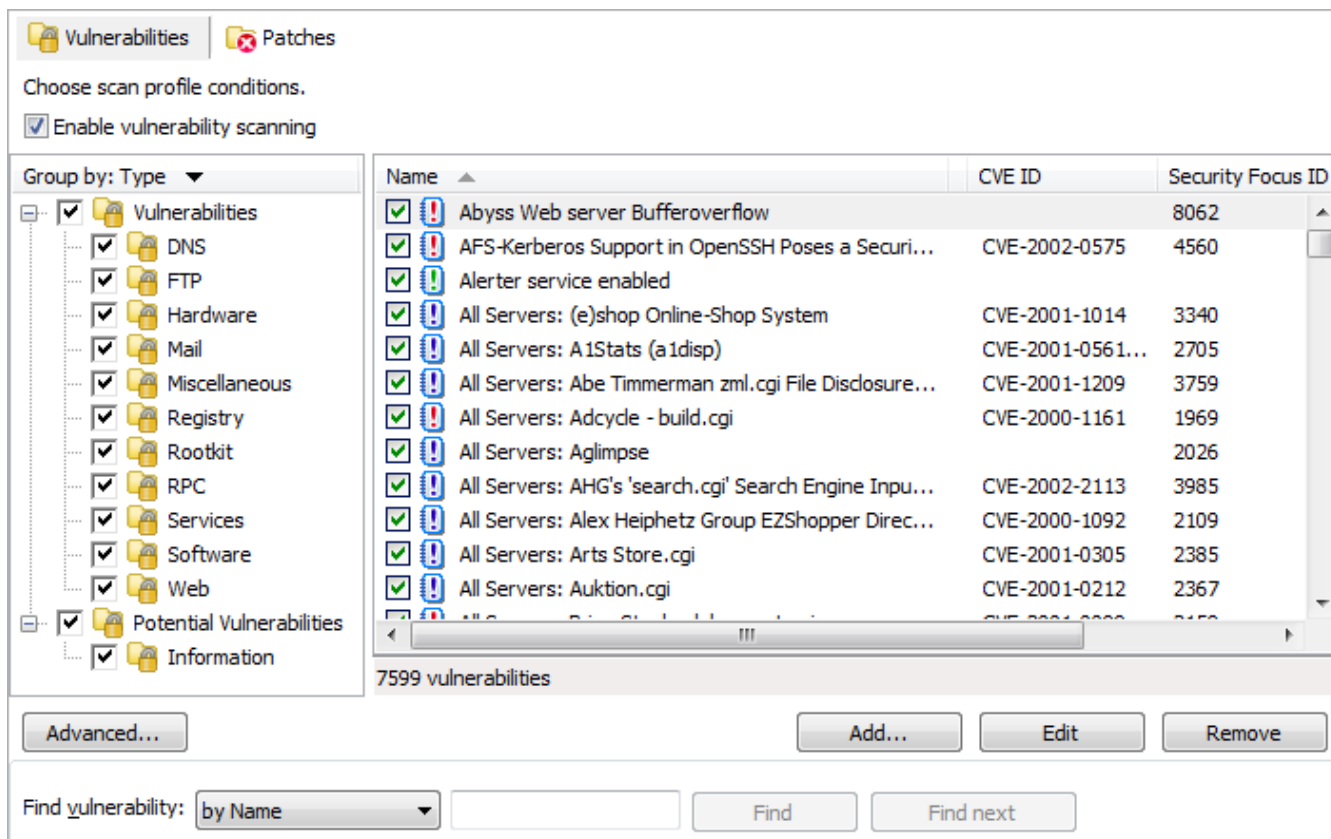 Vulnerabilities Patches
Choose scan profile conditions.
Enable vulnerability scanning
Group by: Type
Vulnerabilities
DNS
FTP
Hardware
Mail
Miscellaneous
Registry
Rootkit
RPC
Services
Software
Web
Potential Vulnerabilities
Information
Name CVE ID Security Focus ID
Abyss Web server Bufferoverflow 8062
AFS-Kerberos Support in OpenSSH Poses a Securi... CVE-2002-0575 4560
Alerter service enabled
All Servers: (e)shop Online-Shop System CVE-2001-1014 3340
All Servers: A1Stats (a1disp) CVE-2001-0561... 2705
All Servers: Abe Timmerman zml.cgi File Disclosure... CVE-2001-1209 3759
All Servers: Adcycle - build.cgi CVE-2000-1161 1969
All Servers: Aglimpse 2026
All Servers: AHG's 'search.cgi' Search Engine Inpu... CVE-2002-2113 3985
All Servers: Alex Heiphetz Group EZShopper Direc... CVE-2000-1092 2109
All Servers: Arts Store.cgi CVE-2001-0305 2385
All Servers: Auktion.cgi CVE-2001-0212 2367
7599 vulnerabilities
Advanced... Add... Edit Remove
Find vulnerability: by Name Find Find next